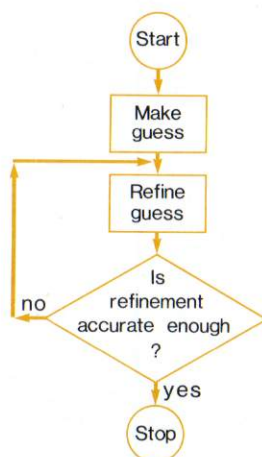 Start
Make
guess
Refine
guess
Is
refinement
accurate enough
?
no
yes
Stop